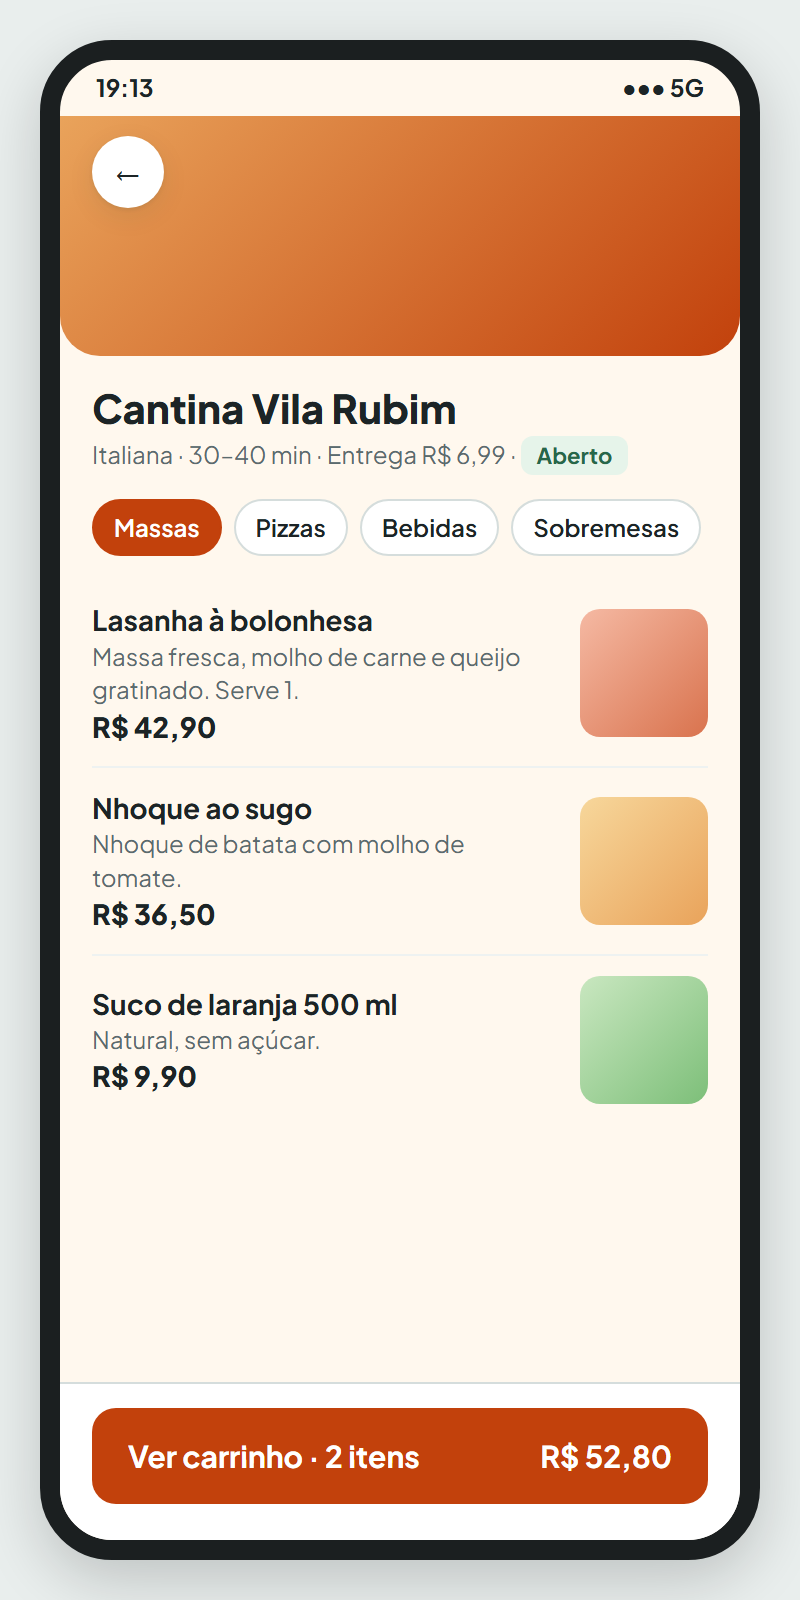 19:13 ●●● 5G
←
Cantina Vila Rubim
Italiana · 30–40 min · Entrega R$ 6,99 · Aberto
Massas Pizzas Bebidas Sobremesas
Lasanha à bolonhesa
Massa fresca, molho de carne e queijo
gratinado. Serve 1.
R$ 42,90
Nhoque ao sugo
Nhoque de batata com molho de
tomate.
R$ 36,50
Suco de laranja 500 ml
Natural, sem açúcar.
R$ 9,90
Ver carrinho · 2 itens R$ 52,80